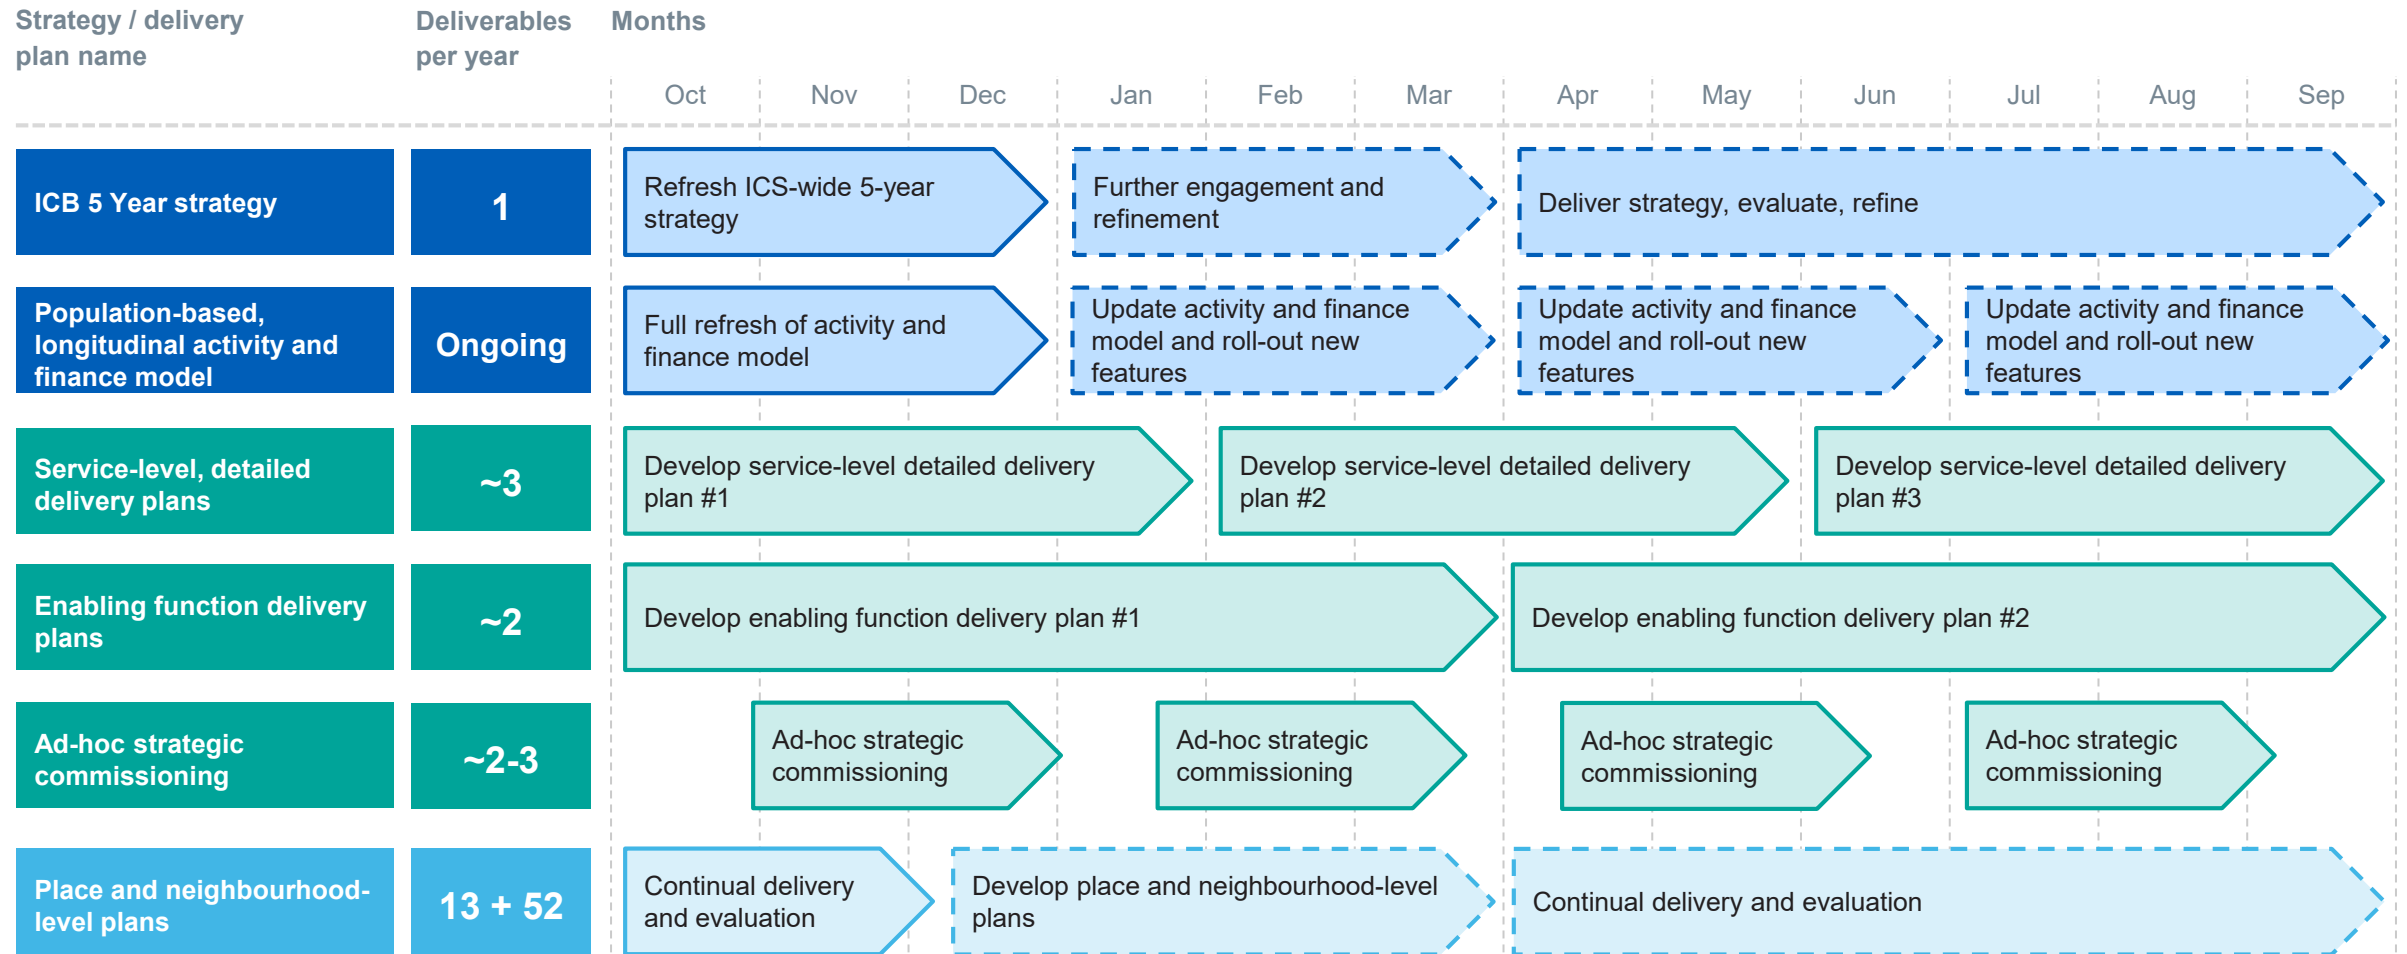 Strategy / delivery
plan name
Deliverables
per year
Months
Oct
Nov
Dec
Jan
Feb
Mar
Apr
May
Jun
Jul
Aug
Sep
ICB 5 Year strategy
1
Refresh ICS-wide 5-year
strategy
Further engagement and
refinement
Deliver strategy, evaluate, refine
Population-based,
longitudinal activity and
finance model
Ongoing
Full refresh of activity and
finance model
Update activity and finance
model and roll-out new
features
Update activity and finance
model and roll-out new
features
Update activity and finance
model and roll-out new
features
Service-level, detailed
delivery plans
~3
Develop service-level detailed delivery
plan #1
Develop service-level detailed delivery
plan #2
Develop service-level detailed delivery
plan #3
Enabling function delivery
plans
~2
Develop enabling function delivery plan #1
Develop enabling function delivery plan #2
Ad-hoc strategic
commissioning
~2-3
Ad-hoc strategic
commissioning
Ad-hoc strategic
commissioning
Ad-hoc strategic
commissioning
Ad-hoc strategic
commissioning
Place and neighbourhood-
level plans
13 + 52
Continual delivery
and evaluation
Develop place and neighbourhood-level
plans
Continual delivery and evaluation